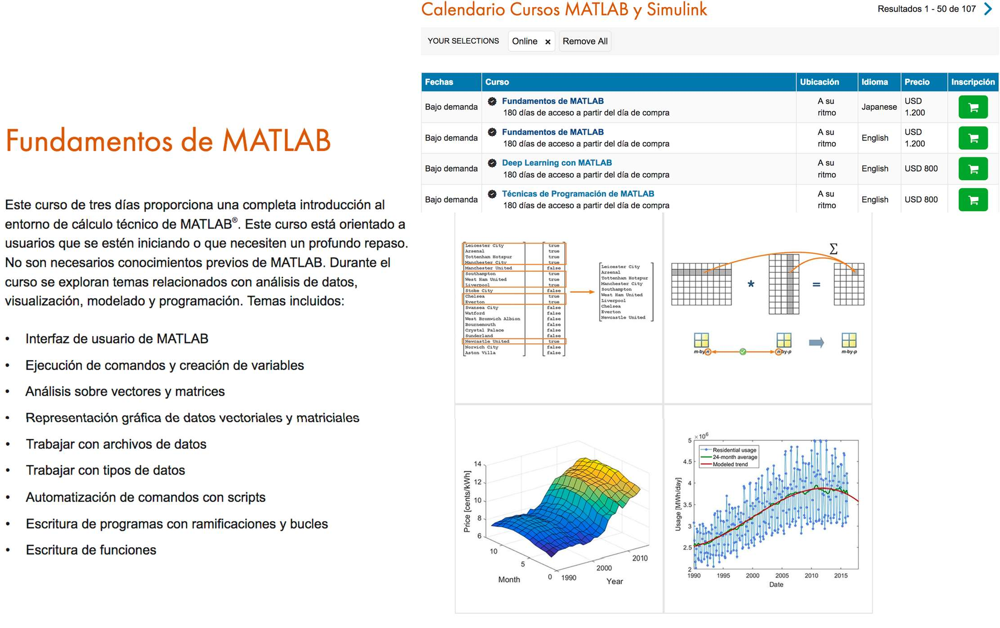 Calendario Cursos MATLAB y Simulink
Resultados 1 - 50 de 107
YOUR SELECTIONS
Online ×
Remove All
Fechas Curso Ubicación Idioma Precio Inscripción
Bajo demanda
Fundamentos de MATLAB
180 días de acceso a partir del día de compra
A su
ritmo
Japanese
USD
1.200
Bajo demanda
Fundamentos de MATLAB
180 días de acceso a partir del día de compra
A su
ritmo
English
USD
1.200
Bajo demanda
Deep Learning con MATLAB
180 días de acceso a partir del día de compra
A su
ritmo
English
USD 800
Bajo demanda
Técnicas de Programación de MATLAB
180 días de acceso a partir del día de compra
A su
ritmo
English
USD 800
Fundamentos de MATLAB
Este curso de tres días proporciona una completa introducción al
entorno de cálculo técnico de MATLAB®. Este curso está orientado a
usuarios que se estén iniciando o que necesiten un profundo repaso.
No son necesarios conocimientos previos de MATLAB. Durante el
curso se exploran temas relacionados con análisis de datos,
visualización, modelado y programación. Temas incluidos:
• Interfaz de usuario de MATLAB
• Ejecución de comandos y creación de variables
• Análisis sobre vectores y matrices
• Representación gráfica de datos vectoriales y matriciales
• Trabajar con archivos de datos
• Trabajar con tipos de datos
• Automatización de comandos con scripts
• Escritura de programas con ramificaciones y bucles
• Escritura de funciones
Leicester City true
Arsenal true
Tottenham Hotspur true
Manchester City true
Manchester United false
Southampton true
West Ham United true
Liverpool true
Stoke City false
Chelsea true
Everton true
Swansea City false
Watford false
West Bromwich Albion false
Bournemouth false
Crystal Palace false
Sunderland false
Newcastle United true
Norwich City false
Aston Villa false
Leicester City
Arsenal
Tottenham Hotspur
Manchester City
Southampton
West Ham United
Liverpool
Chelsea
Everton
Newcastle United
Σ
* =
m-by-n n-by-p m-by-p
Price [cents/kWh]
14
12
10
8
6
10
5
0
Month
1990
2000
2010
Year
×10⁶
Residential usage
24-month average
Modeled trend
Usage [MWh/day]
5
4.5
4
3.5
3
2.5
2
1990 1995 2000 2005 2010 2015
Date